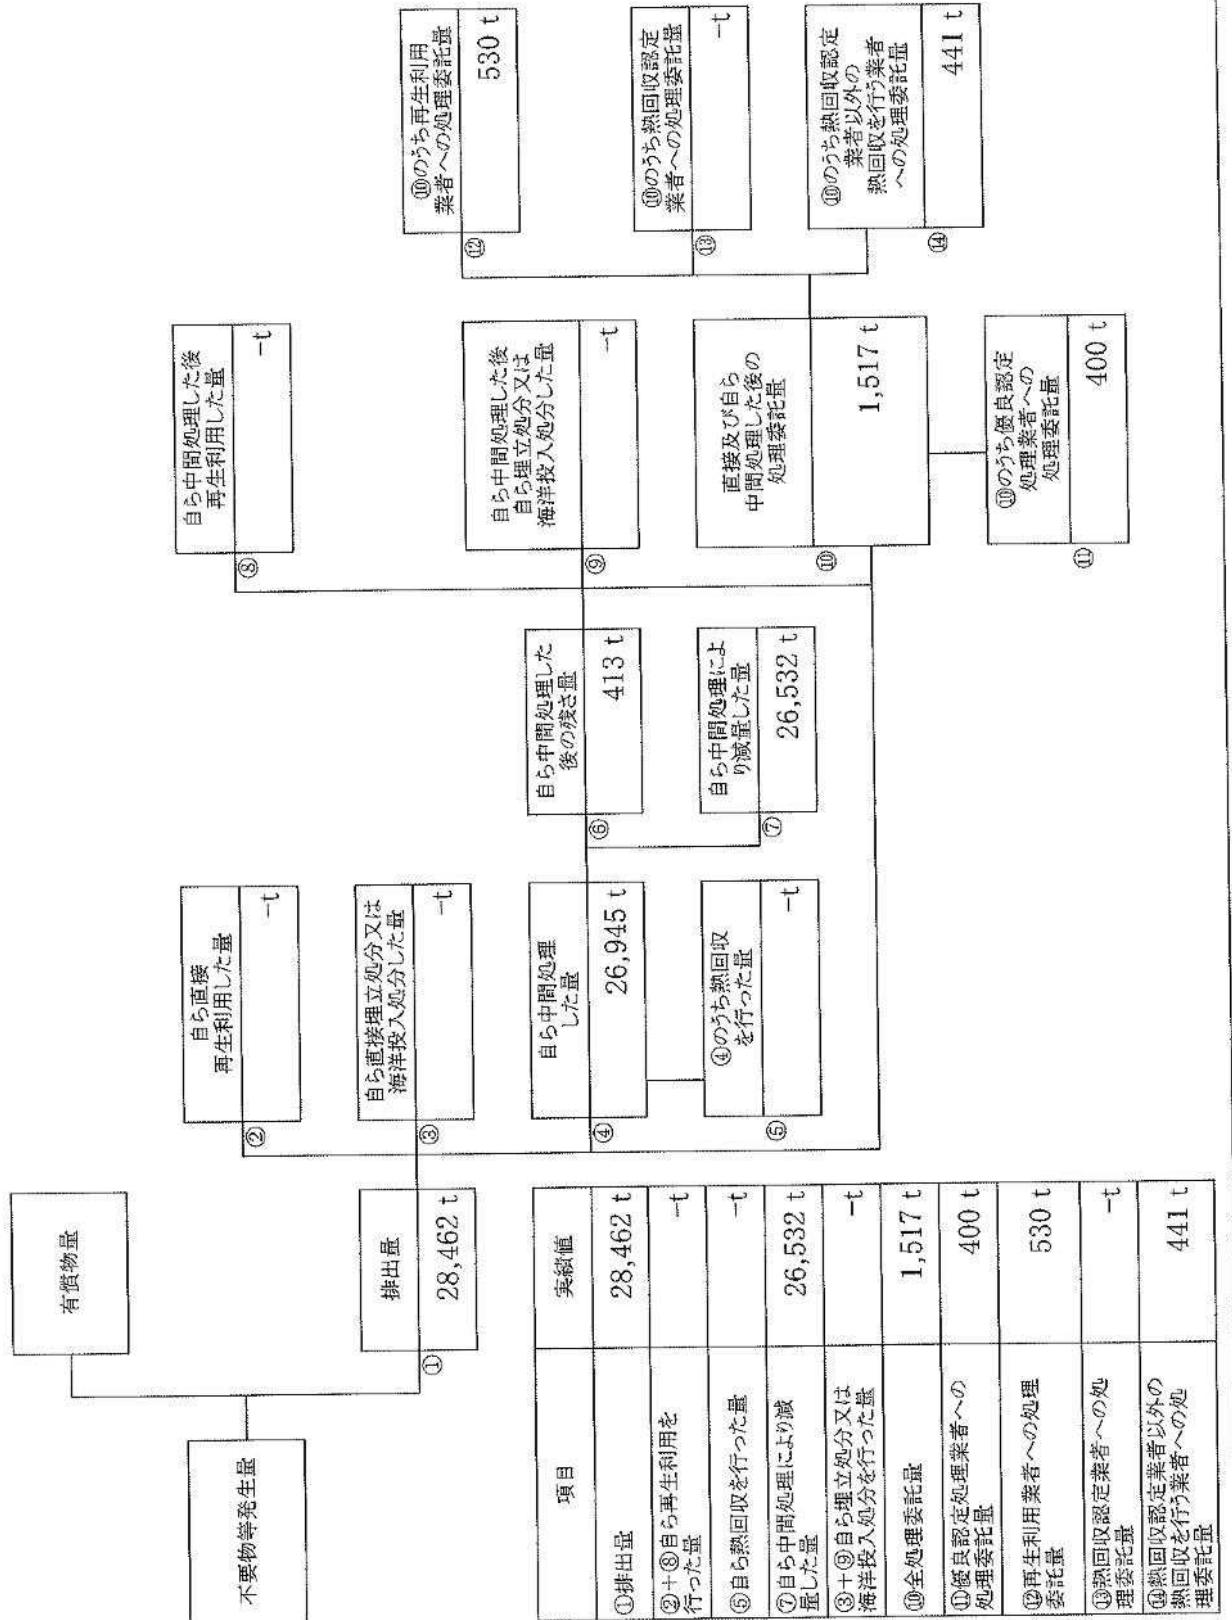 不要物等発生量
有償物量
排出量
① 28,462 t
自ら直接
再生利用した量
② -t
自ら直接埋立処分又は
海洋投入処分した量
③ -t
自ら中間処理
した量
④ 26,945 t
④のうち熱回収
を行った量
⑤ -t
自ら中間処理した
後の残さ量
⑥ 413 t
自ら中間処理によ
り減量した量
⑦ 26,532 t
自ら中間処理した後
再生利用した量
⑧ -t
自ら中間処理した後
自ら埋立処分又は
海洋投入処分した量
⑨ -t
直接及び自ら
中間処理した後の
処理委託量
⑩ 1,517 t
⑩のうち優良認定
処理業者への
処理委託量
⑪ 400 t
⑩のうち再生利用
業者への処理委託量
⑫ 530 t
⑩のうち熱回収認定
業者への処理委託量
⑬ -t
⑩のうち熱回収認定
業者以外の
熱回収を行う業者
への処理委託量
⑭ 441 t
項目 実績値
①排出量 28,462 t
②+⑧自ら再生利用を
行った量 -t
⑤自ら熱回収を行った量 -t
⑦自ら中間処理により減
量した量 26,532 t
③+⑨自ら埋立処分又は
海洋投入処分を行った量 -t
⑩全処理委託量 1,517 t
⑪優良認定処理業者への
処理委託量 400 t
⑫再生利用業者への処理
委託量 530 t
⑬熱回収認定業者への処
理委託量 -t
⑭熱回収認定業者以外の
熱回収を行う業者への処
理委託量 441 t